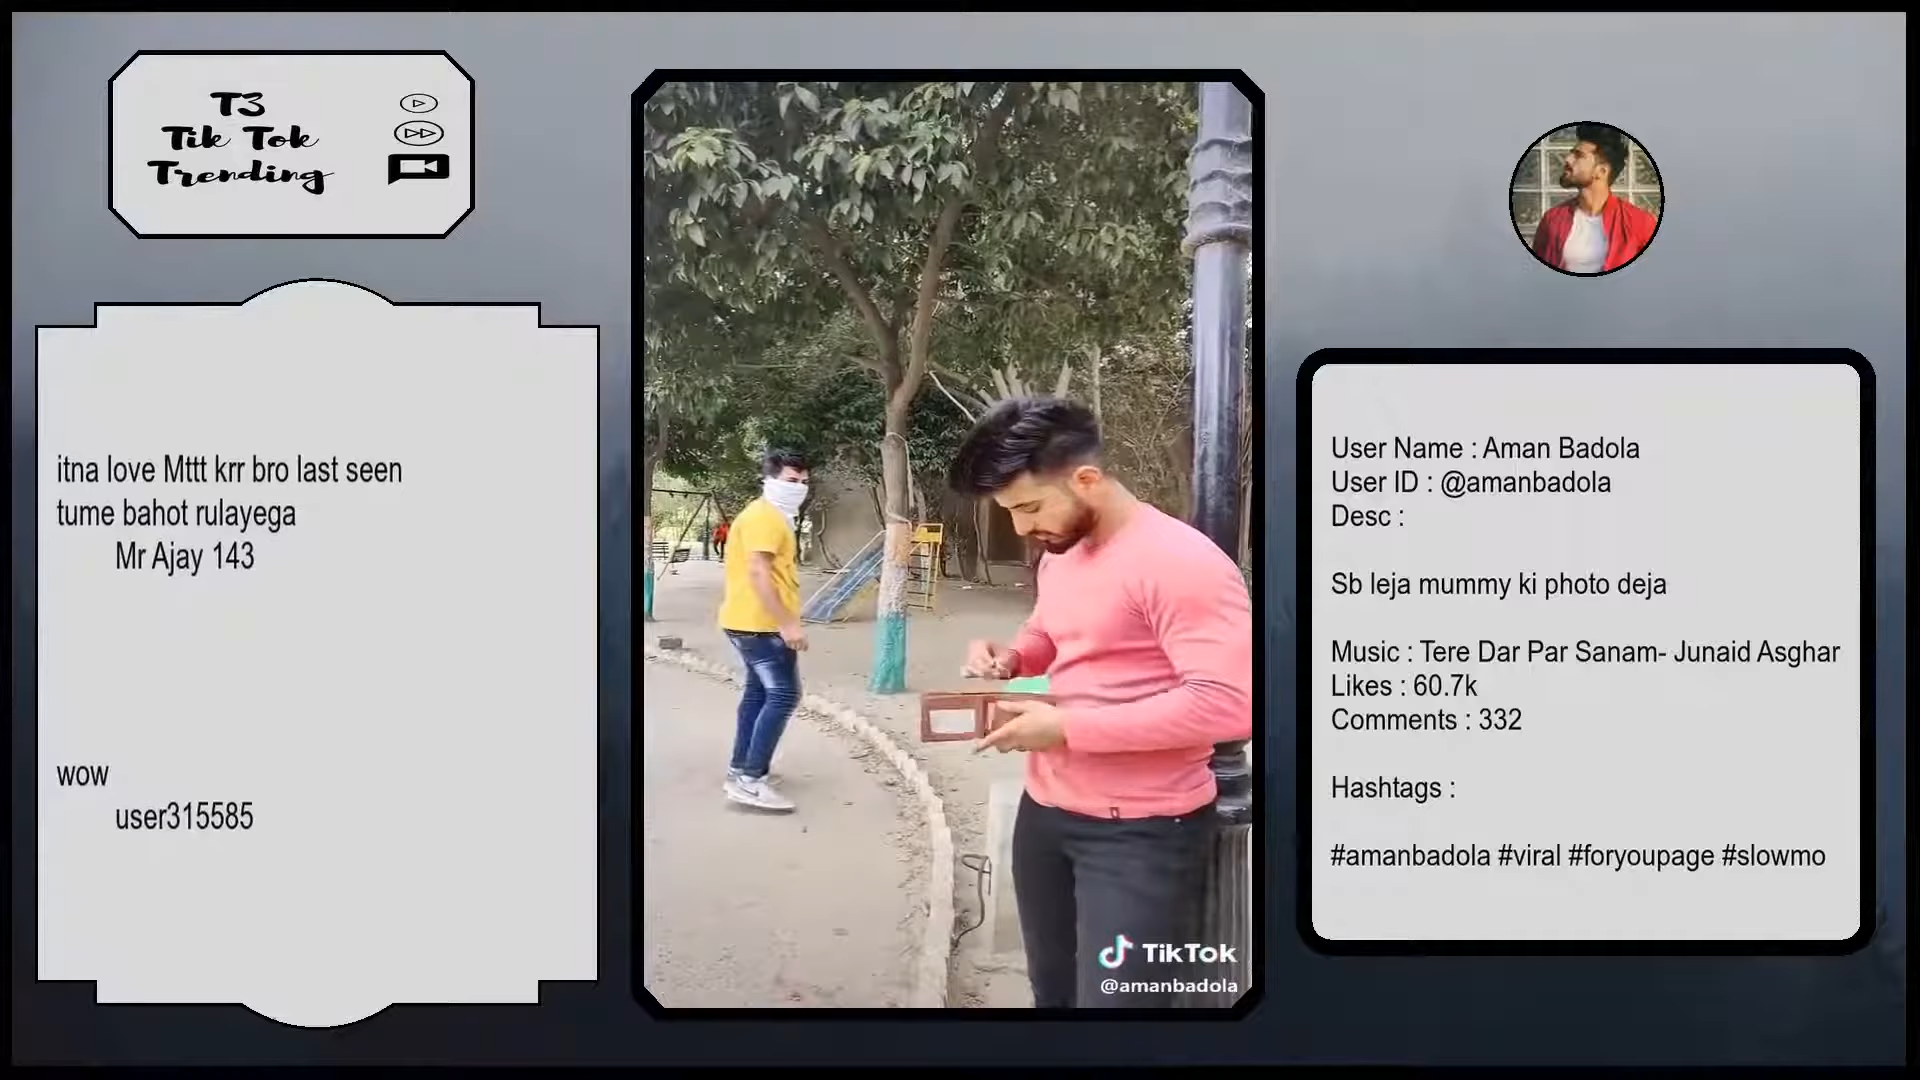 T3
Tik Tok
Trending
itna love Mttt krr bro last seen
tume bahot rulayega
Mr Ajay 143
wow
user315585
TikTok
@amanbadola
User Name : Aman Badola
User ID : @amanbadola
Desc :
Sb leja mummy ki photo deja
Music : Tere Dar Par Sanam- Junaid Asghar
Likes : 60.7k
Comments : 332
Hashtags :
#amanbadola #viral #foryoupage #slowmo